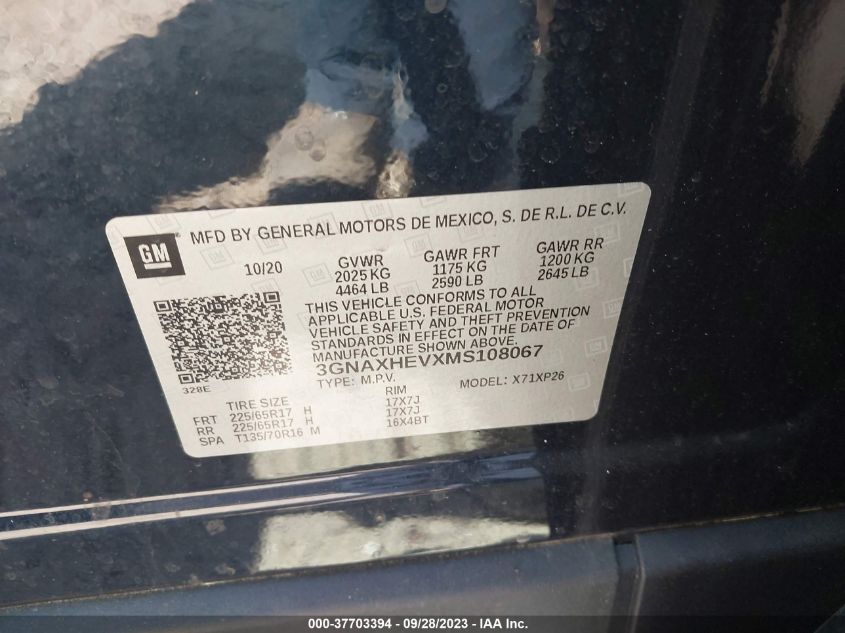 MFD BY GENERAL MOTORS DE MEXICO, S. DE R.L. DE C.V.
GM
10/20
GVWR
2025 KG
4464 LB
GAWR FRT
1175 KG
2590 LB
GAWR RR
1200 KG
2645 LB
THIS VEHICLE CONFORMS TO ALL
APPLICABLE U.S. FEDERAL MOTOR
VEHICLE SAFETY AND THEFT PREVENTION
STANDARDS IN EFFECT ON THE DATE OF
MANUFACTURE SHOWN ABOVE.
3GNAXHEVXMS108067
328E
TYPE: M.P.V.
MODEL: X71XP26
TIRE SIZE RIM
FRT 225/65R17 H 17X7J
RR 225/65R17 H 17X7J
SPA T135/70R16 M 16X4BT
000-37703394 - 09/28/2023 - IAA Inc.